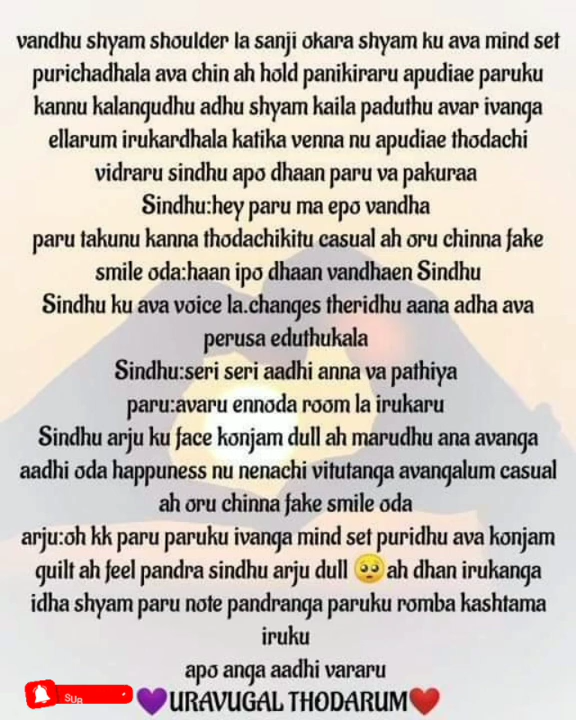 vandhu shyam shoulder la sanji okara shyam ku ava mind set
purichadhala ava chin ah hold panikiraru apudiae paruku
kannu kalangudhu adhu shyam kaila paduthu avar ivanga
ellarum irukardhala katika venna nu apudiae thodachi
vidraru sindhu apo dhaan paru va pakuraa
Sindhu:hey paru ma epo vandha
paru takunu kanna thodachikitu casual ah oru chinna fake
smile oda:haan ipo dhaan vandhaen Sindhu
Sindhu ku ava voice la.changes theridhu aana adha ava
perusa eduthukala
Sindhu:seri seri aadhi anna va pathiya
paru:avaru ennoda room la irukaru
Sindhu arju ku face konjam dull ah marudhu ana avanga
aadhi oda happuness nu nenachi vitutanga avangalum casual
ah oru chinna fake smile oda
arju:oh kk paru paruku ivanga mind set puridhu ava konjam
guilt ah feel pandra sindhu arju dull 🥺ah dhan irukanga
idha shyam paru note pandranga paruku romba kashtama
iruku
apo anga aadhi vararu
SUB
💜URAVUGAL THODARUM❤️